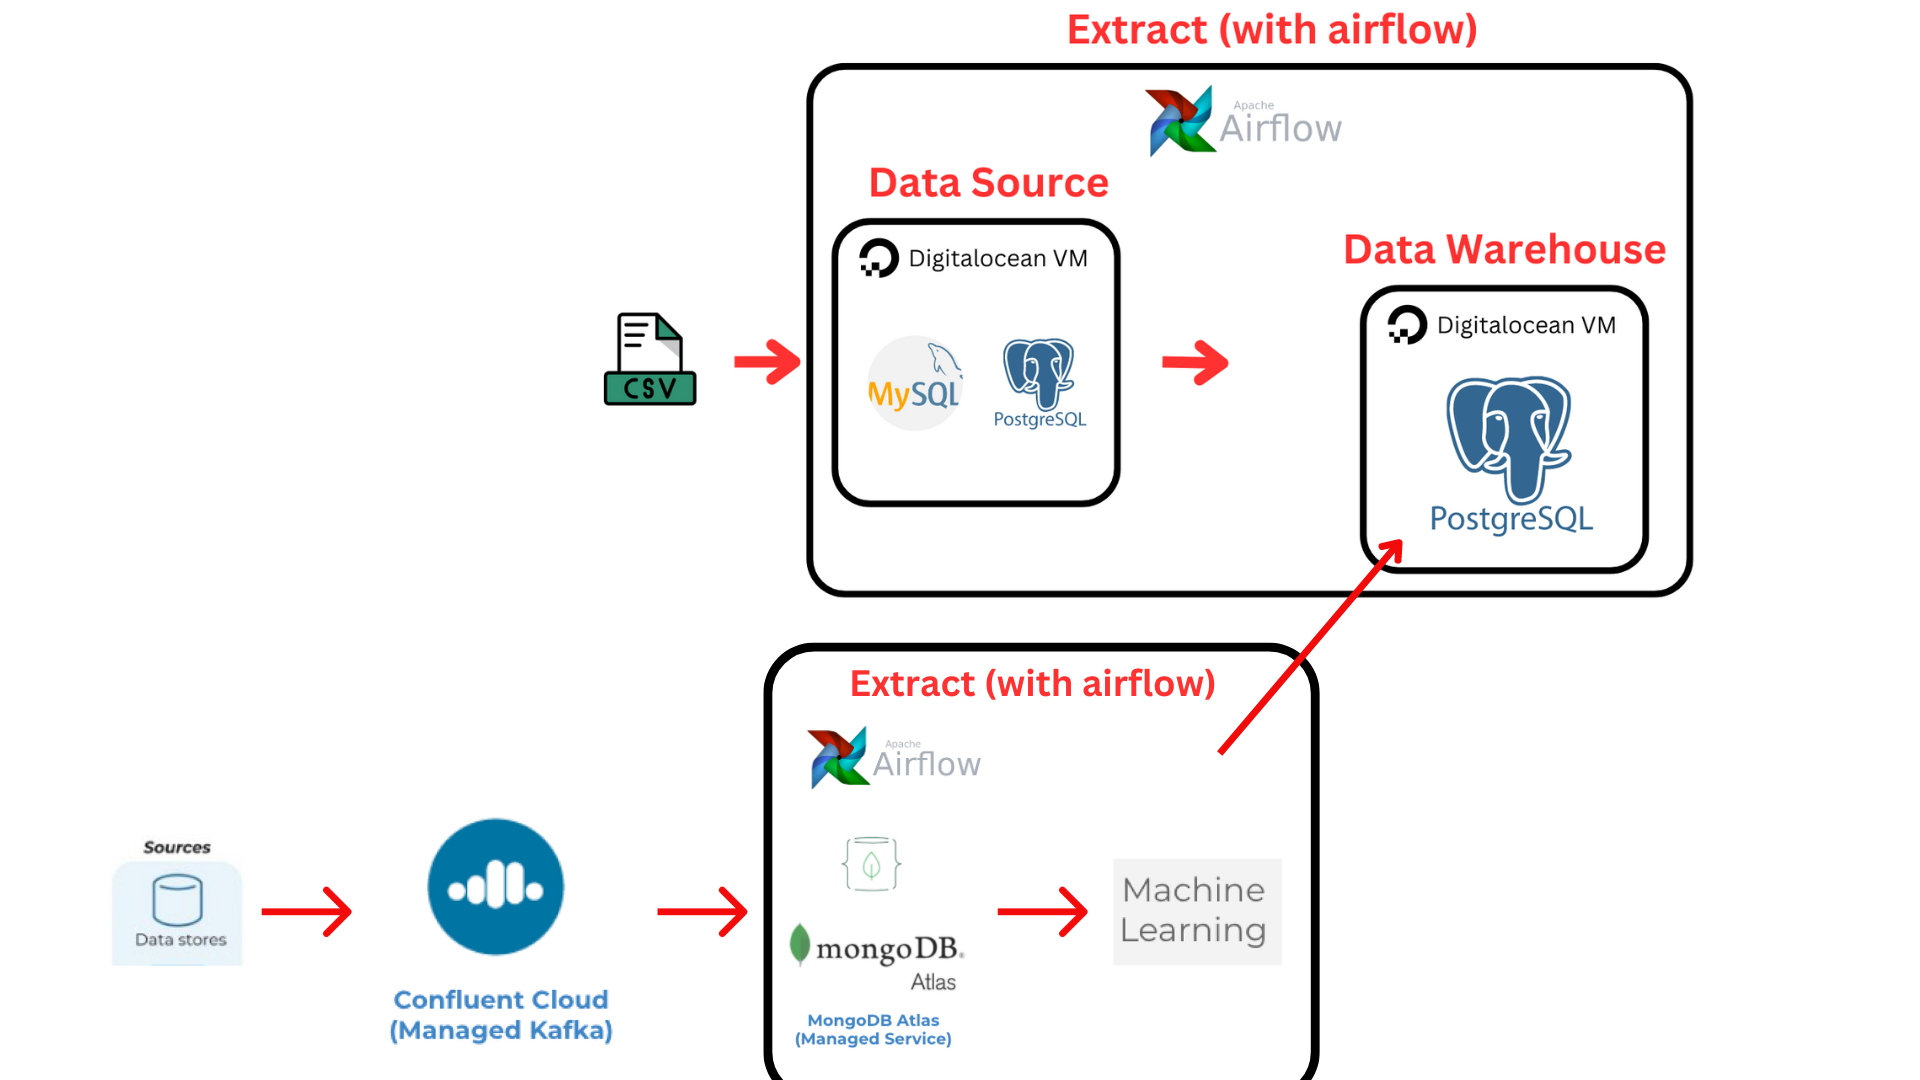 Extract (with airflow)
Apache
Airflow
Data Source
Digitalocean VM
MySQL
PostgreSQL
CSV
Data Warehouse
Digitalocean VM
PostgreSQL
Extract (with airflow)
Apache
Airflow
Sources
Data stores
Confluent Cloud
(Managed Kafka)
mongoDB.
Atlas
MongoDB Atlas
(Managed Service)
Machine
Learning